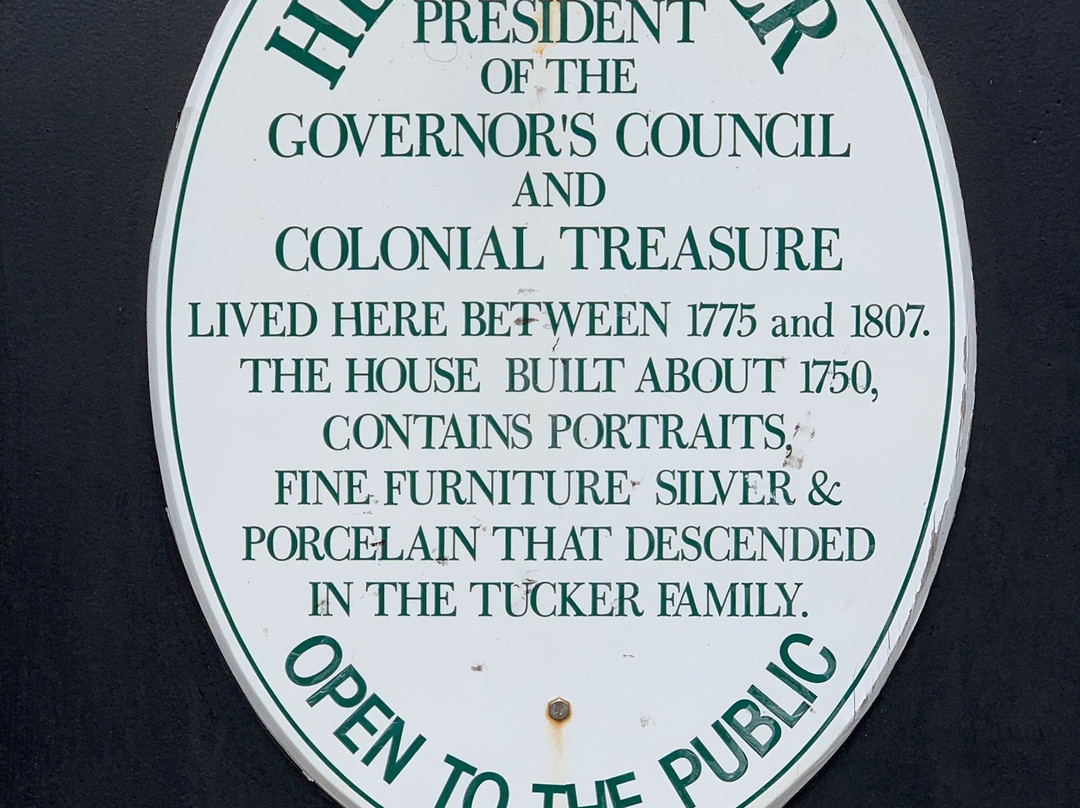 PRESIDENT
OF THE
GOVERNOR'S COUNCIL
AND
COLONIAL TREASURE
LIVED HERE BETWEEN 1775 and 1807.
THE HOUSE BUILT ABOUT 1750,
CONTAINS PORTRAITS,
FINE FURNITURE SILVER &
PORCELAIN THAT DESCENDED
IN THE TUCKER FAMILY.
OPEN TO THE PUBLIC